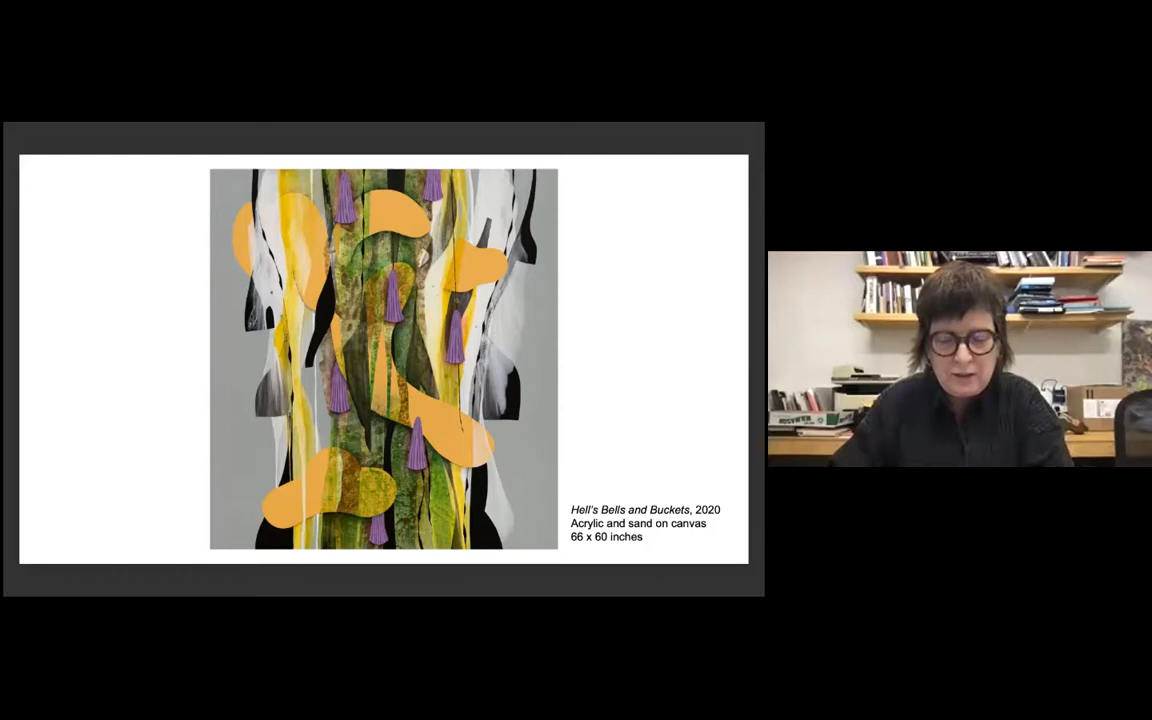 Hell's Bells and Buckets, 2020
Acrylic and sand on canvas
66 x 60 inches